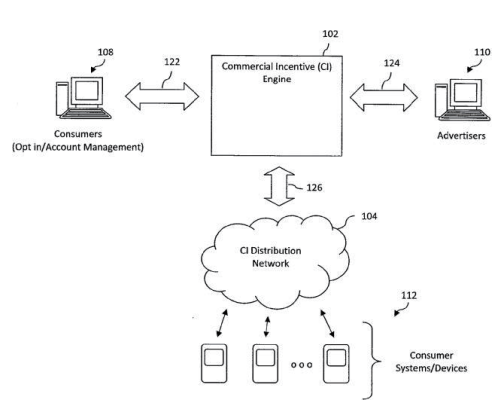 102
108
110
122
124
Commercial Incentive (CI)
Engine
Consumers
(Opt in/Account Management)
Advertisers
126
104
CI Distribution
Network
112
Consumer
Systems/Devices